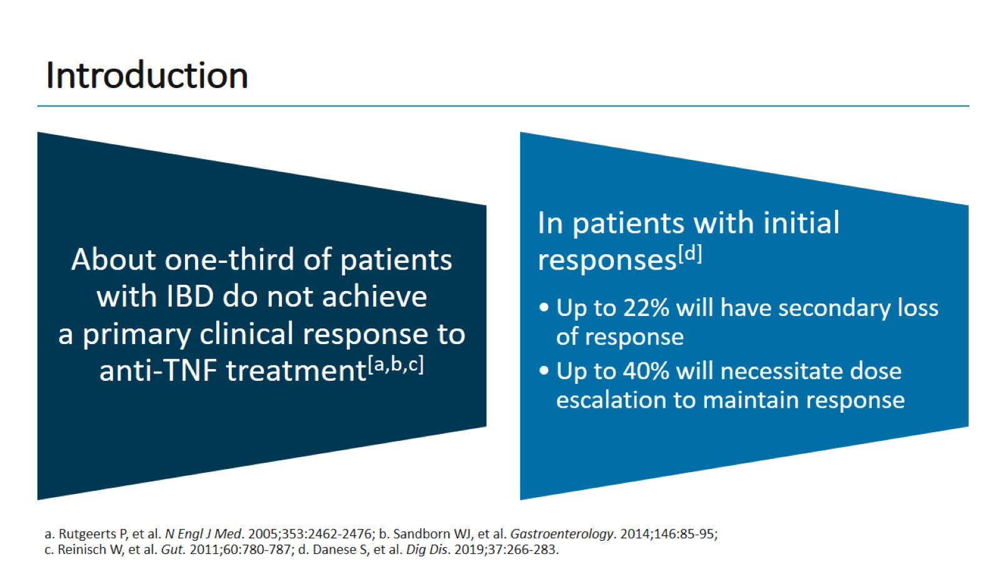 Introduction
About one-third of patients
with IBD do not achieve
a primary clinical response to
anti-TNF treatment[a,b,c]
In patients with initial
responses[d]
• Up to 22% will have secondary loss
of response
• Up to 40% will necessitate dose
escalation to maintain response
a. Rutgeerts P, et al. N Engl J Med. 2005;353:2462-2476; b. Sandborn WJ, et al. Gastroenterology. 2014;146:85-95;
c. Reinisch W, et al. Gut. 2011;60:780-787; d. Danese S, et al. Dig Dis. 2019;37:266-283.